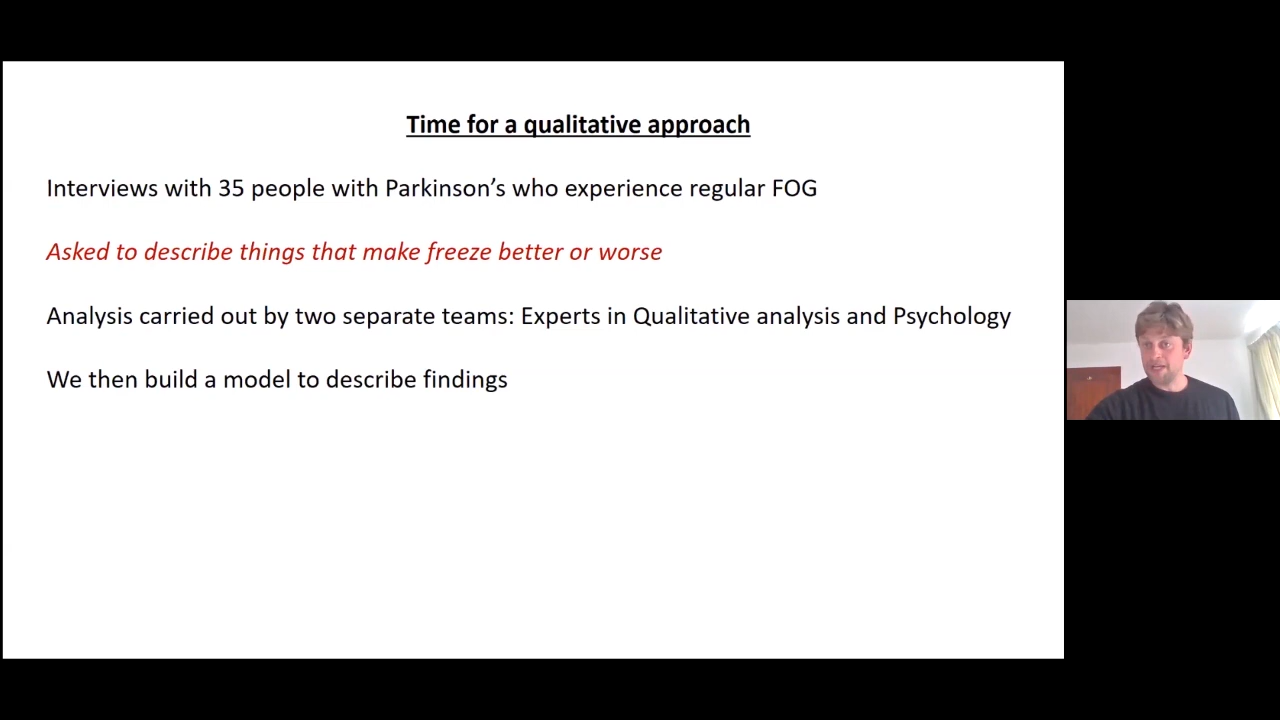 Time for a qualitative approach
Interviews with 35 people with Parkinson’s who experience regular FOG
Asked to describe things that make freeze better or worse
Analysis carried out by two separate teams: Experts in Qualitative analysis and Psychology
We then build a model to describe findings